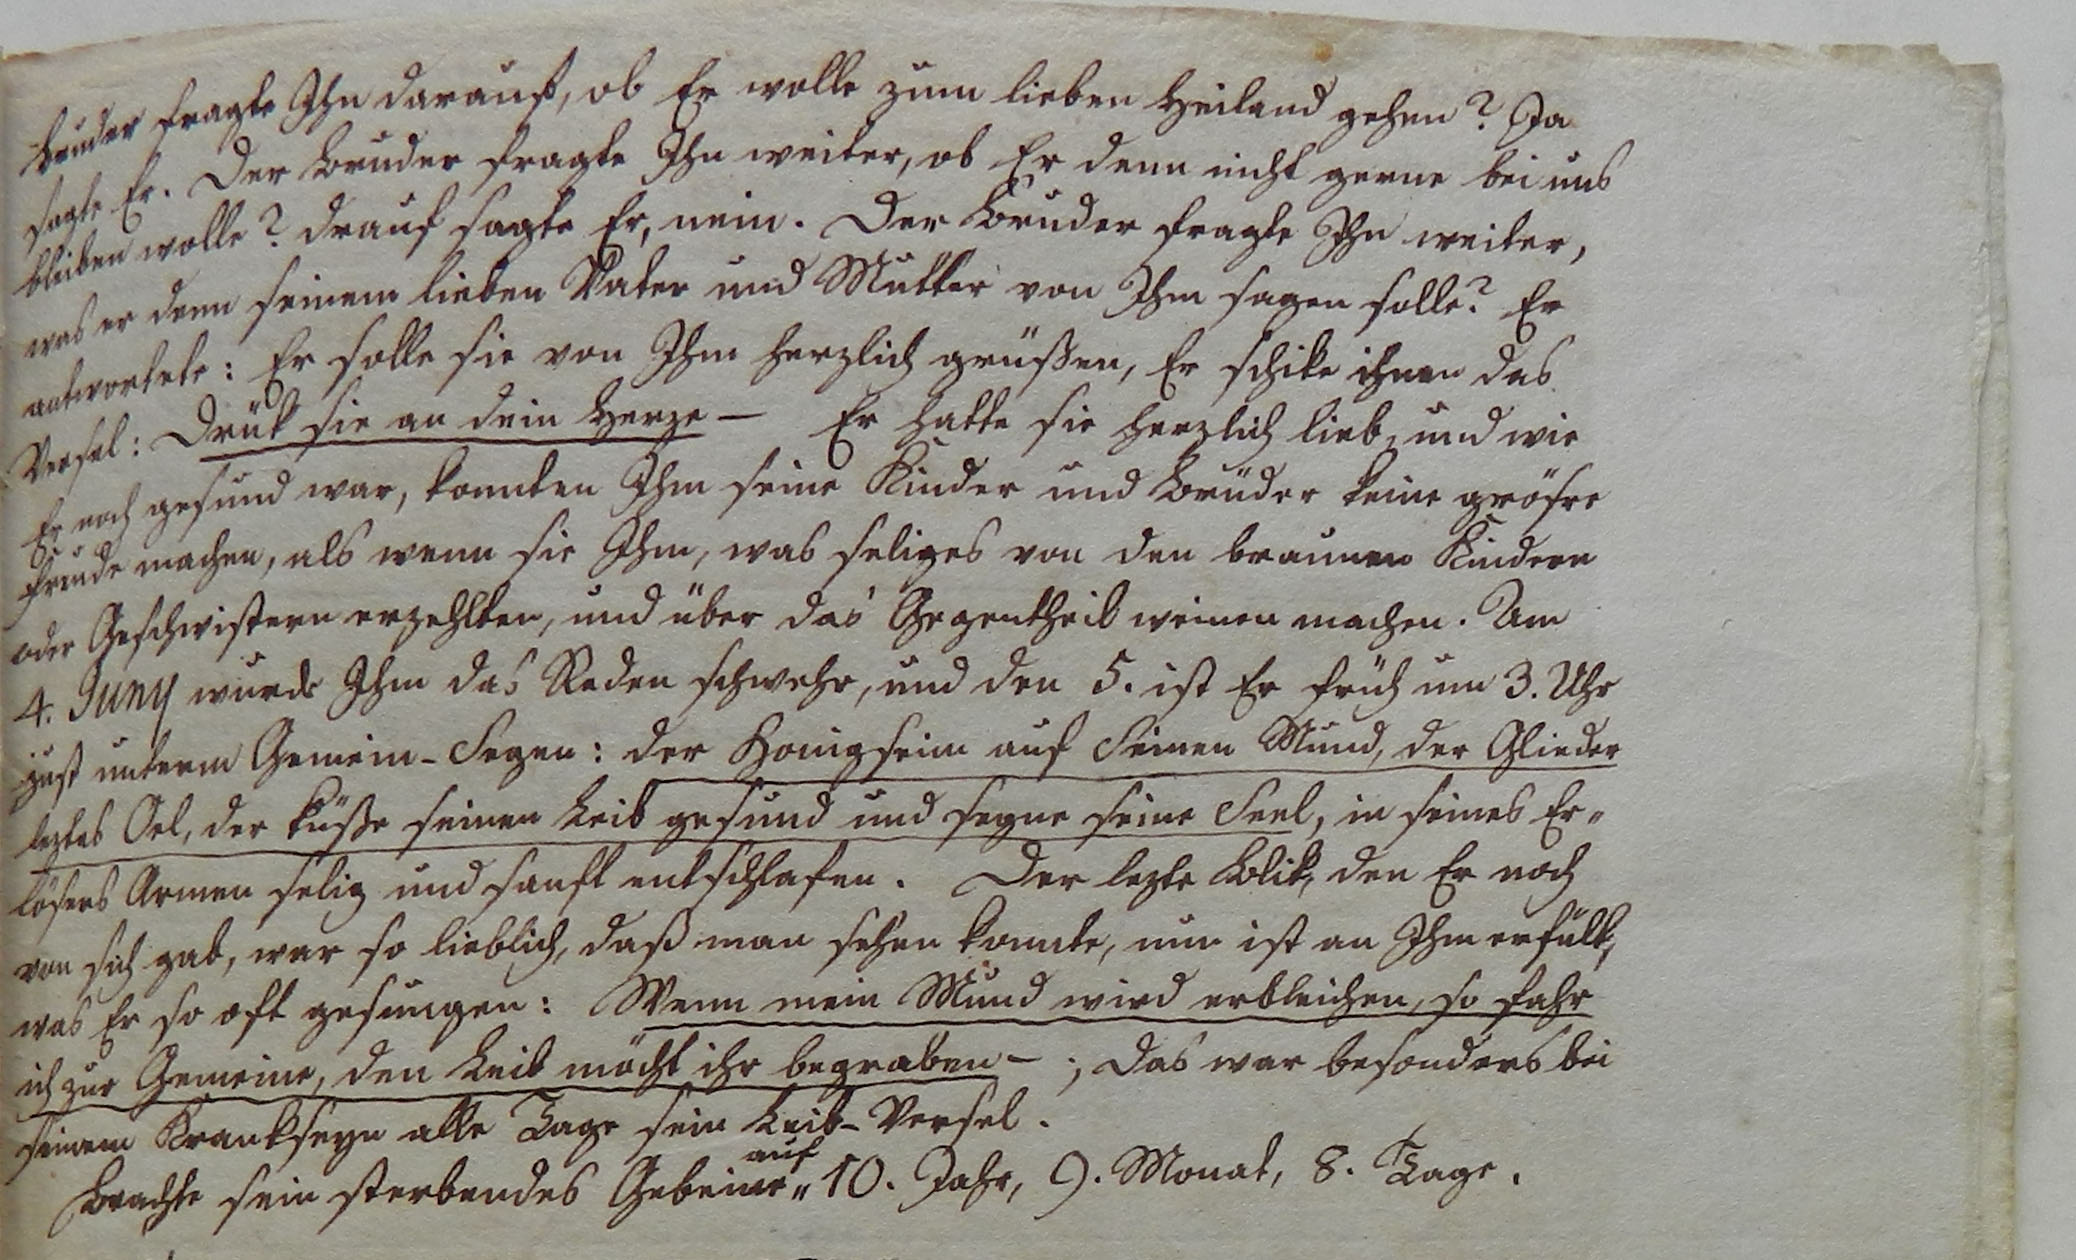 Bruder fragte Ihn darauf, ob Er wolle zum lieben Heiland gehen? Ja
sagte Er. Der Bruder fragte Ihn weiter, ob Er denn nicht gerne bei uns
bleiben wolle? drauf sagte Er, nein. Der Bruder fragte Ihn weiter,
was er denn seinem lieben Vater und Mutter von Ihm sagen solle? Er
antwortete: Er solle sie von Ihm herzlich grüßen, Er schike ihnen das
Versel: Drük sie an dein Herze – Er hatte sie herzlich lieb, und wie
Er noch gesund war, konnten Ihm seine Kinder und Brüder keine grösre
Freude machen, als wenn sie Ihm, was seliges von den braunen Kindern
oder Geschwistern erzehlten, und über das Gegentheil weinen machen. Am
4. Juny wurde Ihm das Reden schwehr, und den 5. ist Er früh um 3. Uhr
just unterm Gemein-Segen: der Honigseim auf Seinen Mund, der Glieder
leztes Oel, der küße seinen Leib gesund und segne seine Seel, in seines Er-
lösers Armen selig und sanft entschlafen. Der lezte Blik, den Er noch
von sich gab, war so lieblich, daß man sehen konnte, nun ist an Ihm erfüllt,
was Er so oft gesungen: Wenn mein Mund wird erbleichen, so fahr
ich zur Gemeine, den Leib möcht ihr begraben – ; Das war besonders bei
seinem Krankseyn alle Tage sein Leib-Versel.
Brachte sein sterbendes Gebeine auf 10. Jahr, 9. Monat, 8. Tage.